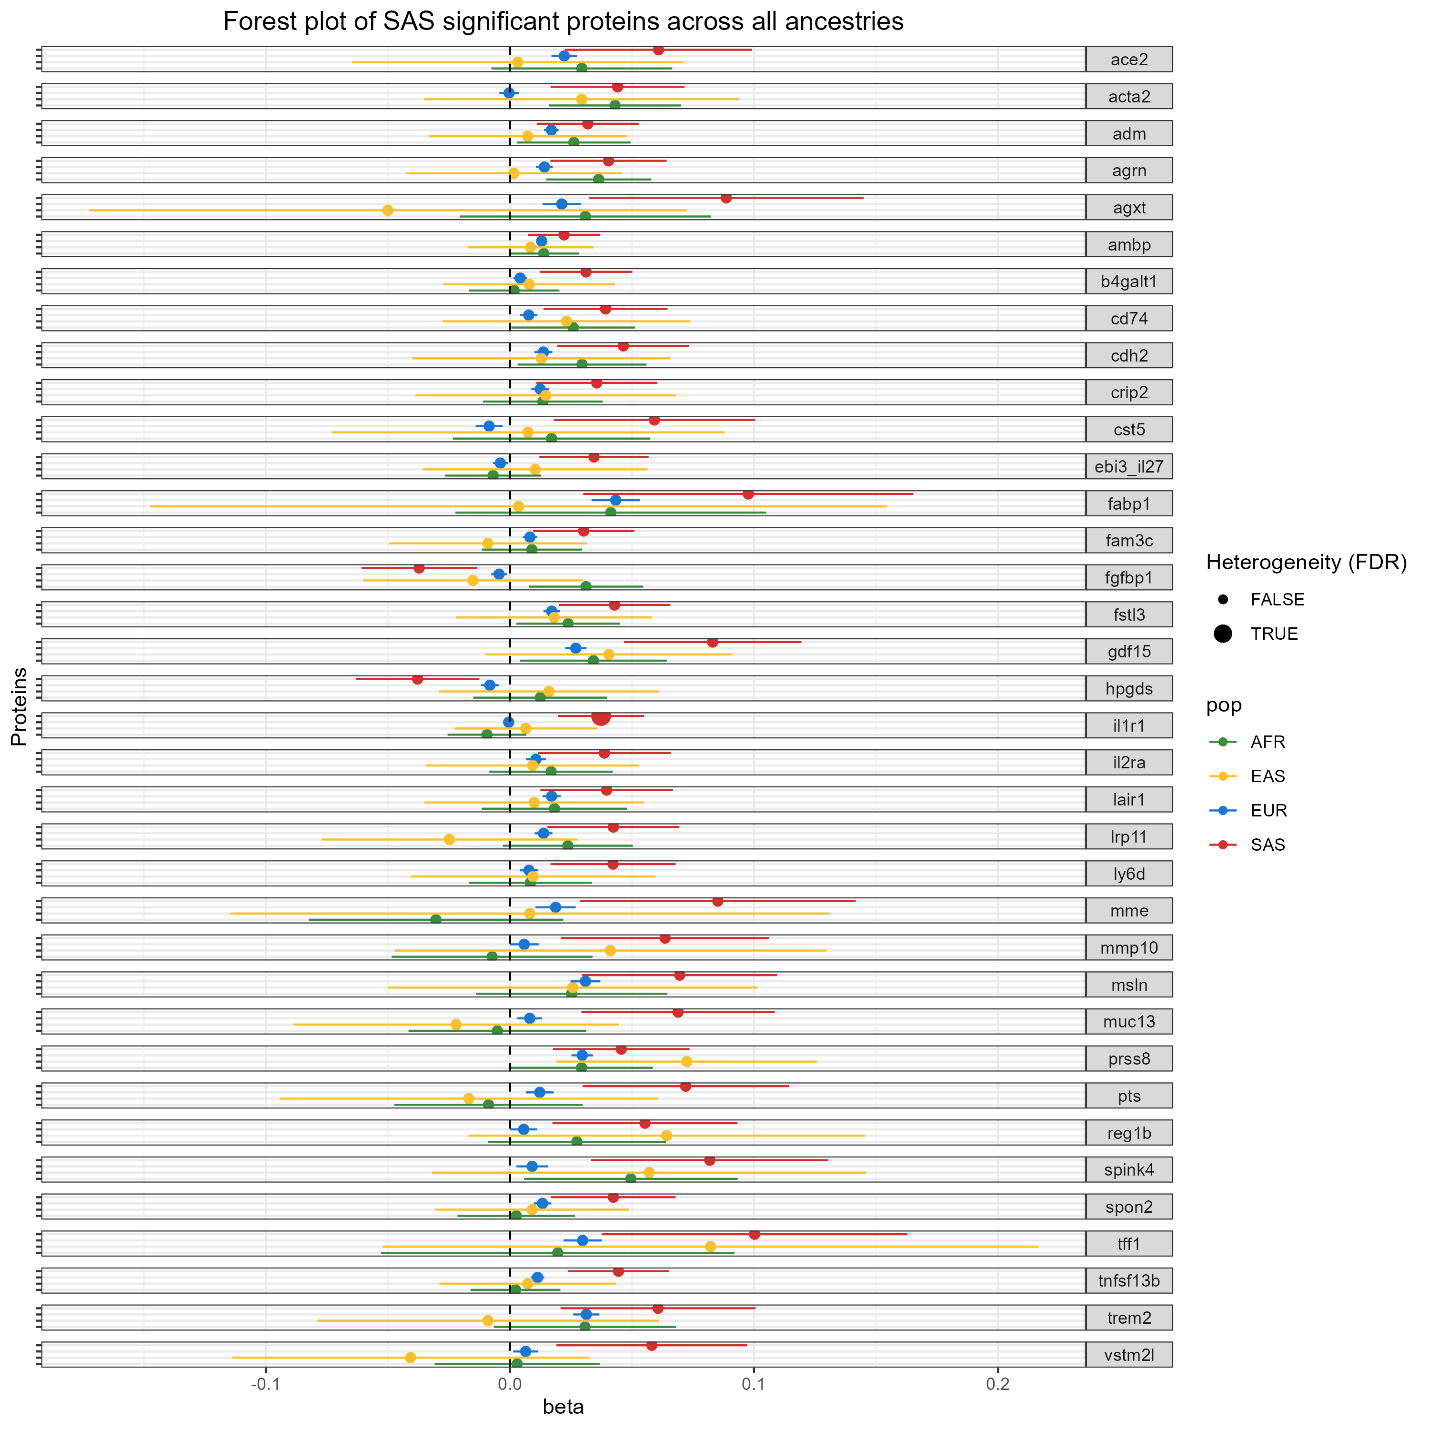 Forest plot of SAS significant proteins across all ancestries
ace2
acta2
adm
agrn
agxt
ambp
b4galt1
cd74
cdh2
crip2
cst5
ebi3_il27
fabp1
fam3c
fgfbp1
fstl3
gdf15
hpgds
il1r1
il2ra
lair1
lrp11
ly6d
mme
mmp10
msln
muc13
prss8
pts
reg1b
spink4
spon2
tff1
tnfsf13b
trem2
vstm2l
Proteins
-0.1
0.0
0.1
0.2
beta
Heterogeneity (FDR)
FALSE
TRUE
pop
AFR
EAS
EUR
SAS